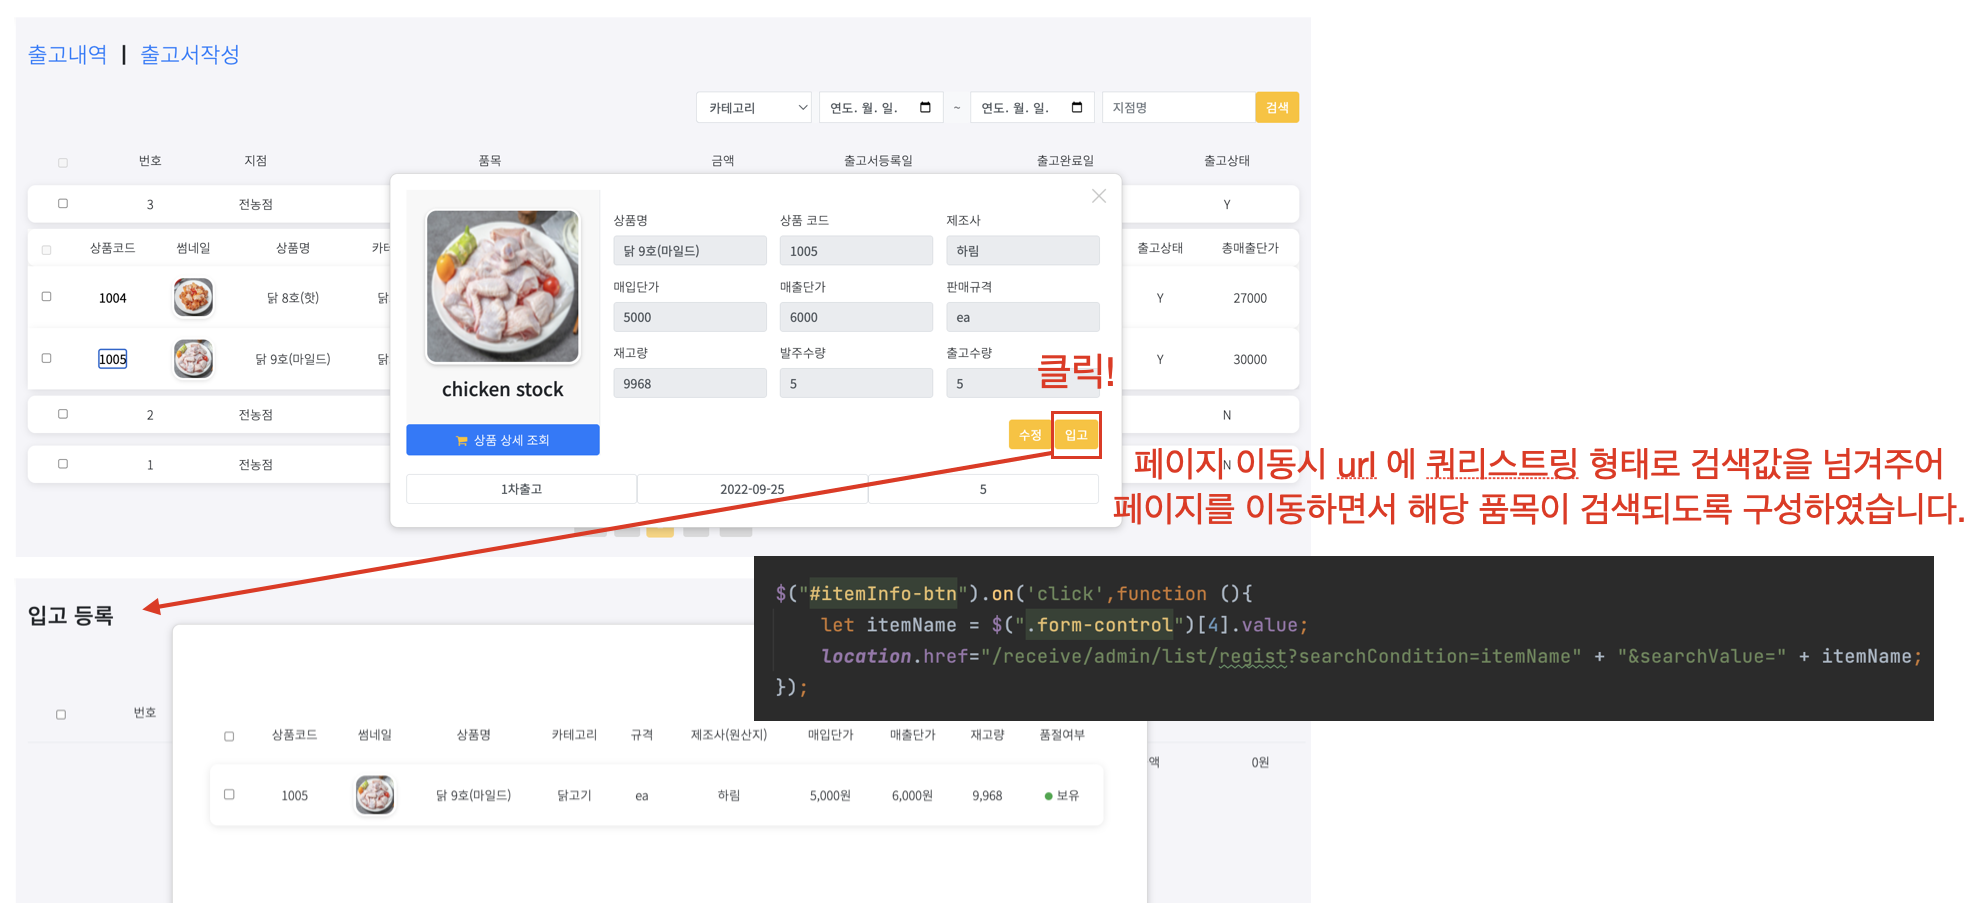 출고내역 | 출고서작성
카테고리 연도. 월. 일. ~ 연도. 월. 일. 지점명 검색
번호 지점 품목 금액 출고서등록일 출고완료일 출고상태
3 전농점 Y
상품코드 썸네일 상품명 출고상태 총매출단가
1004 닭 8호(핫) Y 27000
1005 닭 9호(마일드) Y 30000
2 전농점 N
1 전농점 N
상품명 상품 코드 제조사
닭 9호(마일드) 1005 하림
매입단가 매출단가 판매규격
5000 6000 ea
재고량 발주수량 출고수량
9968 5 5
클릭!
chicken stock
상품 상세 조회
수정 입고
1차출고 2022-09-25 5
페이지 이동시 url 에 쿼리스트링 형태로 검색값을 넘겨주어
페이지를 이동하면서 해당 품목이 검색되도록 구성하였습니다.
$("#itemInfo-btn").on('click',function (){
let itemName = $(".form-control")[4].value;
location.href="/receive/admin/list/regist?searchCondition=itemName" + "&searchValue=" + itemName;
});
입고 등록
번호
상품코드 썸네일 상품명 카테고리 규격 제조사(원산지) 매입단가 매출단가 재고량 품절여부
1005 닭 9호(마일드) 닭고기 ea 하림 5,000원 6,000원 9,968 보유
액 0원